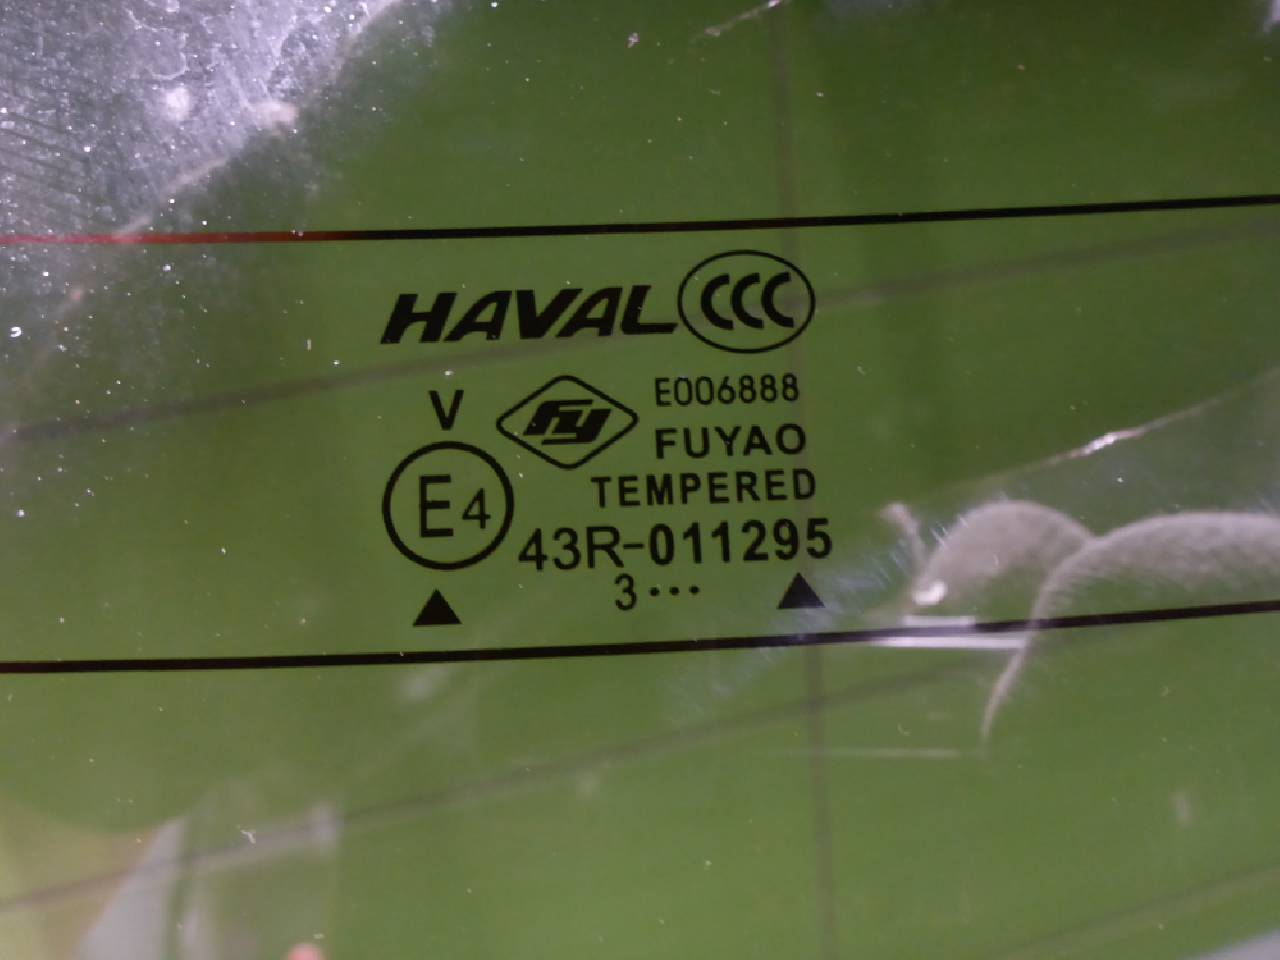 HAVAL CCC
V fy E006888
FUYAO
TEMPERED
E4 43R-011295
3···